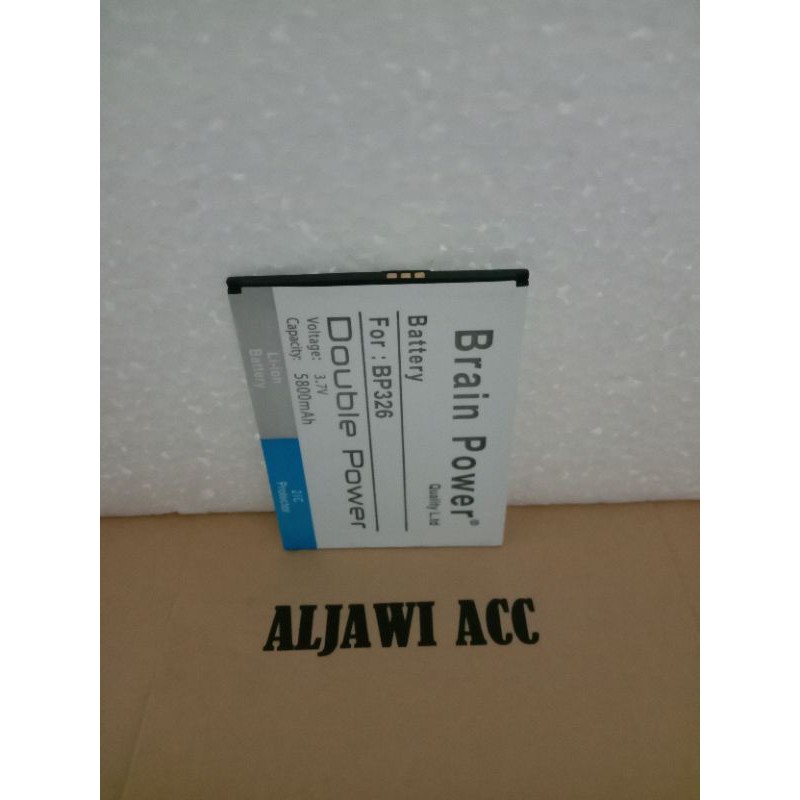 Brain Power®
Quality Ltd
Battery
For : BP326
Double Power
Voltage: 3.7V
Capacity: 5800mAh
Li-ion
Battery
2IC
Protector
ALJAWI ACC